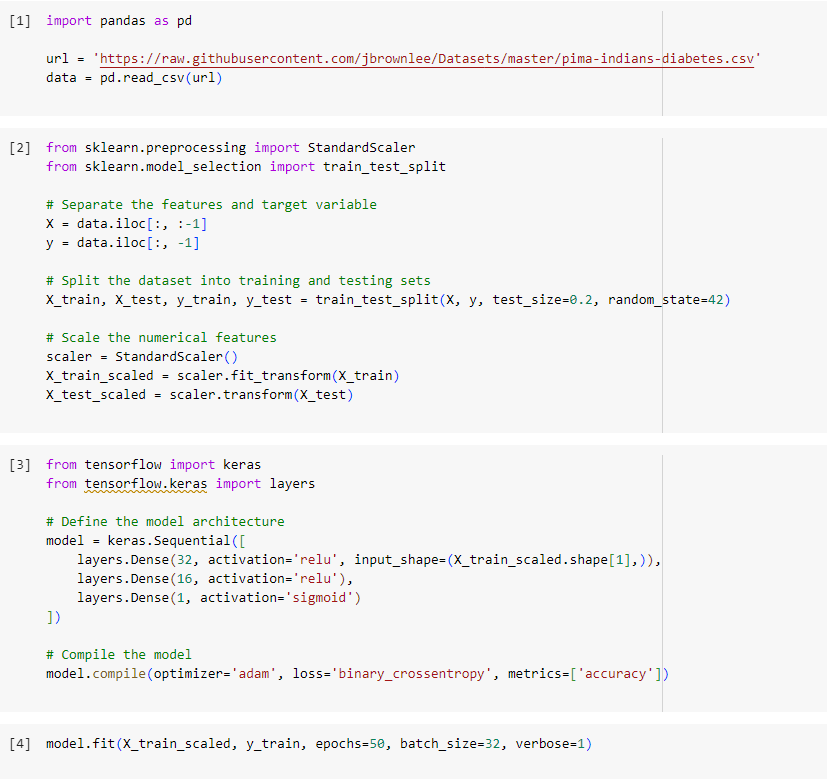 [1] import pandas as pd
url = 'https://raw.githubusercontent.com/jbrownlee/Datasets/master/pima-indians-diabetes.csv'
data = pd.read_csv(url)
[2] from sklearn.preprocessing import StandardScaler
from sklearn.model_selection import train_test_split
# Separate the features and target variable
X = data.iloc[:, :-1]
y = data.iloc[:, -1]
# Split the dataset into training and testing sets
X_train, X_test, y_train, y_test = train_test_split(X, y, test_size=0.2, random_state=42)
# Scale the numerical features
scaler = StandardScaler()
X_train_scaled = scaler.fit_transform(X_train)
X_test_scaled = scaler.transform(X_test)
[3] from tensorflow import keras
from tensorflow.keras import layers
# Define the model architecture
model = keras.Sequential([
    layers.Dense(32, activation='relu', input_shape=(X_train_scaled.shape[1],)),
    layers.Dense(16, activation='relu'),
    layers.Dense(1, activation='sigmoid')
])
# Compile the model
model.compile(optimizer='adam', loss='binary_crossentropy', metrics=['accuracy'])
[4] model.fit(X_train_scaled, y_train, epochs=50, batch_size=32, verbose=1)